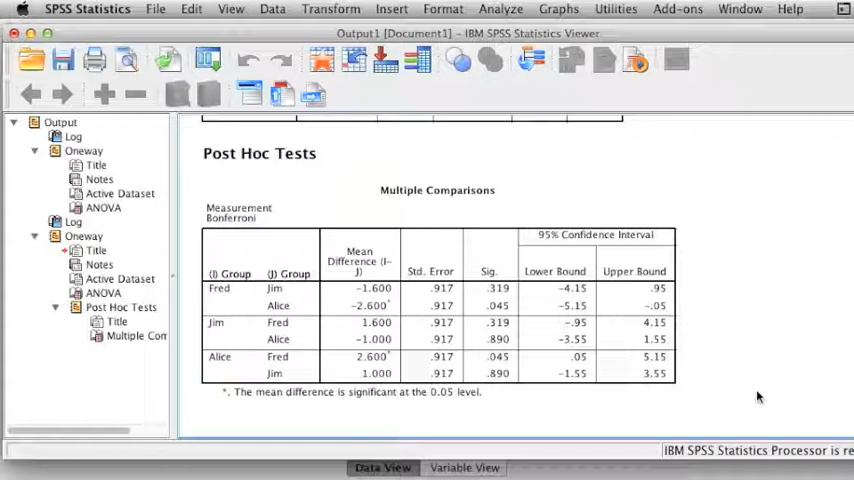 SPSS Statistics File Edit View Data Transform Insert Format Analyze Graphs Utilities Add-ons Window Help
Output1 [Document1] – IBM SPSS Statistics Viewer
Output
Log
Oneway
Title
Notes
Active Dataset
ANOVA
Log
Oneway
Title
Notes
Active Dataset
ANOVA
Post Hoc Tests
Title
Multiple Com
Post Hoc Tests
Multiple Comparisons
Measurement
Bonferroni
(I) Group (J) Group Mean Difference (I–J) Std. Error Sig. 95% Confidence Interval
Lower Bound Upper Bound
Fred Jim –1.600 .917 .319 –4.15 .95
Alice –2.600* .917 .045 –5.15 –.05
Jim Fred 1.600 .917 .319 –.95 4.15
Alice –1.000 .917 .890 –3.55 1.55
Alice Fred 2.600* .917 .045 .05 5.15
Jim 1.000 .917 .890 –1.55 3.55
*. The mean difference is significant at the 0.05 level.
IBM SPSS Statistics Processor is re
Data View Variable View